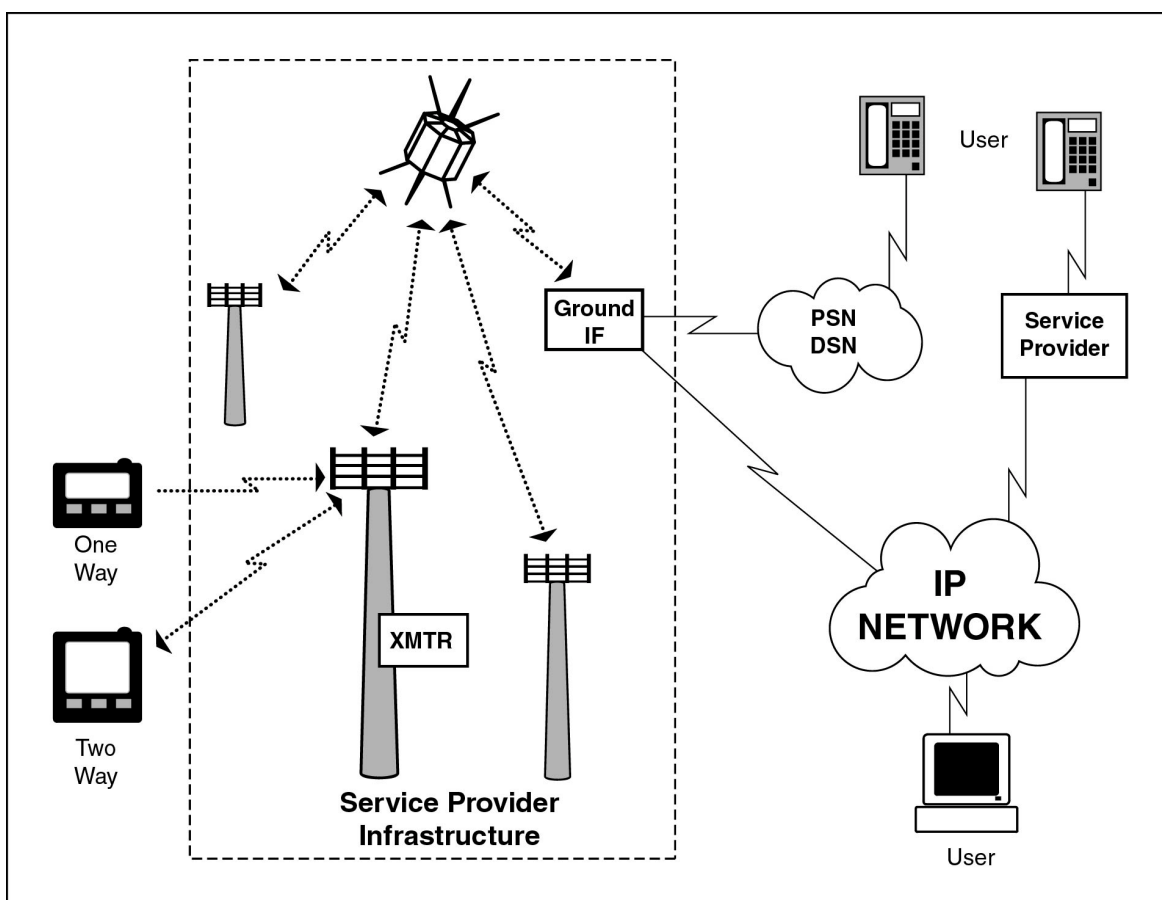 User
Ground
IF
PSN
DSN
Service
Provider
One
Way
XMTR
IP
NETWORK
Two
Way
Service Provider
Infrastructure
User